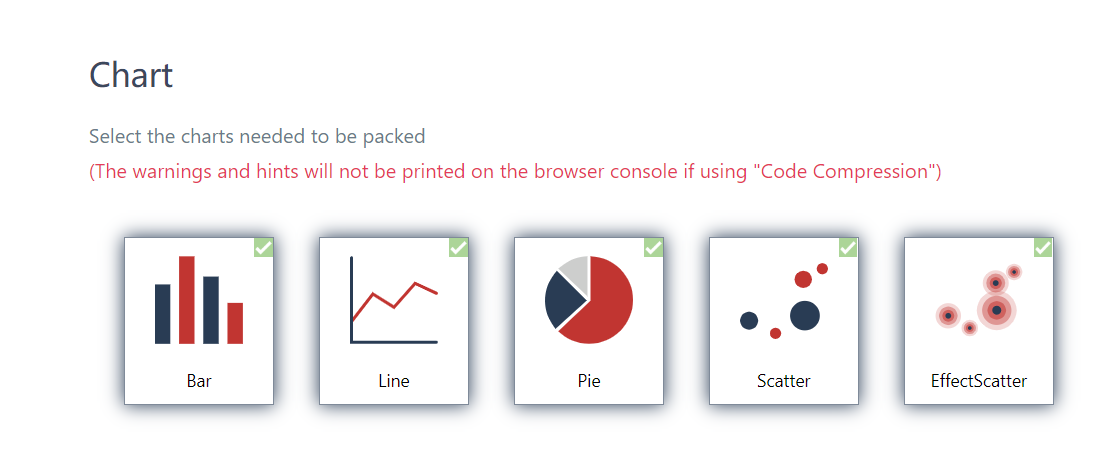 Chart
Select the charts needed to be packed
(The warnings and hints will not be printed on the browser console if using "Code Compression")
Bar
Line
Pie
Scatter
EffectScatter